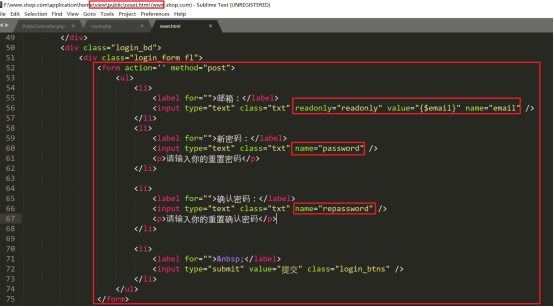 F:\www.shop.com\application\home\view\public\reset.html (www.shop.com) - Sublime Text (UNREGISTERED)
File Edit Selection Find View Goto Tools Project Preferences Help
PublicController.php reset.html
49 </div>
50 <div class="login_bd">
51 <div class="login_form fl">
52 <form action='' method="post">
53 <ul>
54 <li>
55 <label for="">邮箱：</label>
56 <input type="text" class="txt" readonly="readonly" value="{$email}" name="email" />
57 </li>
58 <li>
59 <label for="">新密码：</label>
60 <input type="text" class="txt" name="password" />
61 <p>请输入你的重置密码</p>
62 </li>
63
64 <li>
65 <label for="">确认密码：</label>
66 <input type="text" class="txt" name="repassword" />
67 <p>请输入你的重置确认密码</p>
68 </li>
69
70 <li>
71 <label for="">&nbsp;</label>
72 <input type="submit" value="提交" class="login_btns" />
73 </li>
74 </ul>
75 </form>